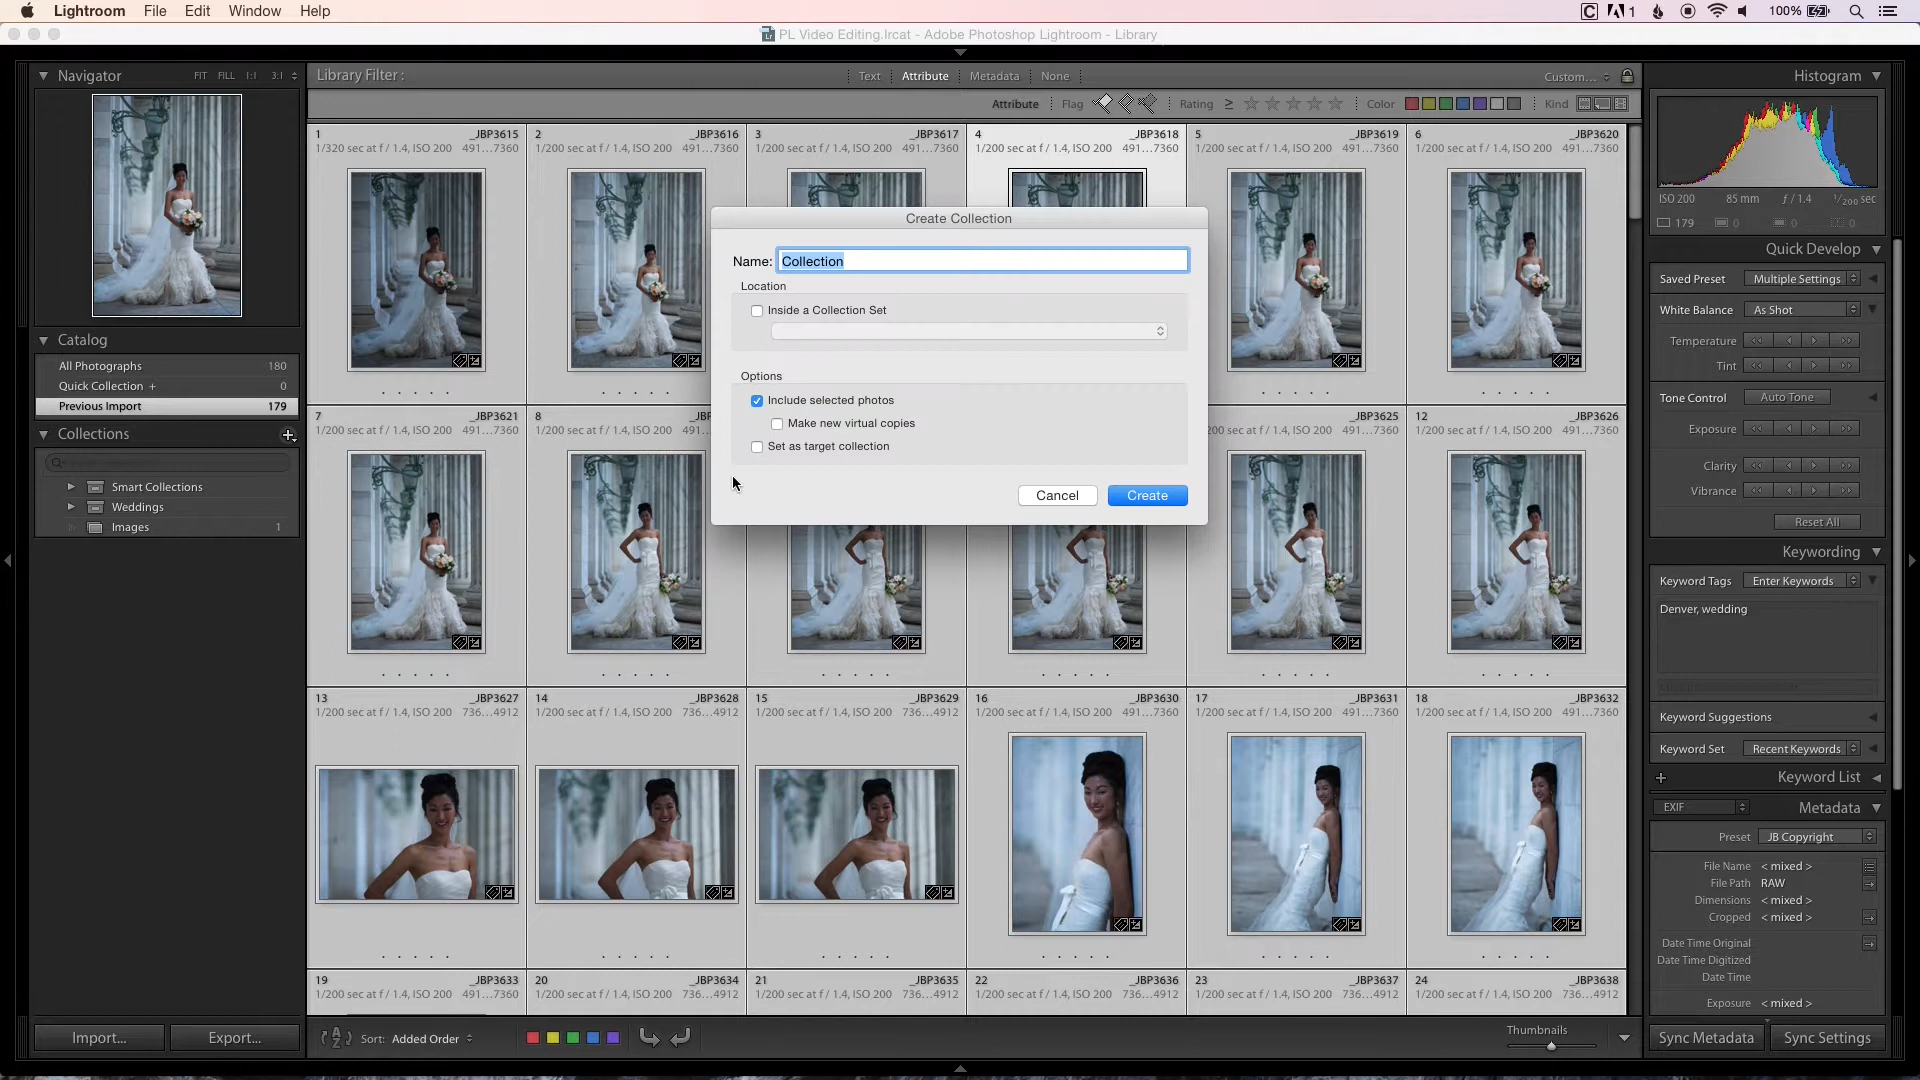 Lightroom File Edit Window Help 1 100%
PL Video Editing.lrcat - Adobe Photoshop Lightroom - Library
Navigator FIT FILL 1:1 3:1
Library Filter : Text Attribute Metadata None Custom...
Histogram
Attribute Flag Rating ≥ Color Kind
1 _JBP3615 2 _JBP3616 3 _JBP3617 4 _JBP3618 5 _JBP3619 6 _JBP3620
1/320 sec at f / 1.4, ISO 200 491...7360 1/200 sec at f / 1.4, ISO 200 491...7360 1/200 sec at f / 1.4, ISO 200 491...7360 1/200 sec at f / 1.4, ISO 200 491...7360 1/200 sec at f / 1.4, ISO 200 491...7360 1/200 sec at f / 1.4, ISO 200 491...7360
ISO 200 85 mm ƒ / 1.4 1/200 sec
179 0 0 0
Create Collection
Name: Collection
Location
Inside a Collection Set
Options
Include selected photos
Make new virtual copies
Set as target collection
Cancel Create
Catalog
All Photographs 180
Quick Collection + 0
Previous Import 179
Collections
Smart Collections
Weddings
Images 1
7 _JBP3621 8 _JBP _JBP3625 12 _JBP3626
1/200 sec at f / 1.4, ISO 200 491...7360 1/200 sec at f / 1.4, ISO 200 200 sec at f / 1.4, ISO 200 491...7360 1/200 sec at f / 1.4, ISO 200 491...7360
13 _JBP3627 14 _JBP3628 15 _JBP3629 16 _JBP3630 17 _JBP3631 18 _JBP3632
1/200 sec at f / 1.4, ISO 200 736...4912 1/200 sec at f / 1.4, ISO 200 736...4912 1/200 sec at f / 1.4, ISO 200 736...4912 1/200 sec at f / 1.4, ISO 200 491...7360 1/200 sec at f / 1.4, ISO 200 491...7360 1/200 sec at f / 1.4, ISO 200 491...7360
19 _JBP3633 20 _JBP3634 21 _JBP3635 22 _JBP3636 23 _JBP3637 24 _JBP3638
1/200 sec at f / 1.4, ISO 200 491...7360 1/200 sec at f / 1.4, ISO 200 736...4912 1/200 sec at f / 1.4, ISO 200 736...4912 1/200 sec at f / 1.4, ISO 200 736...4912 1/200 sec at f / 1.4, ISO 200 736...4912 1/200 sec at f / 1.4, ISO 200 736...4912
Quick Develop
Saved Preset Multiple Settings
White Balance As Shot
Temperature
Tint
Tone Control Auto Tone
Exposure
Clarity
Vibrance
Reset All
Keywording
Keyword Tags Enter Keywords
Denver, wedding
Keyword Suggestions
Keyword Set Recent Keywords
+ Keyword List
EXIF Metadata
Preset JB Copyright
File Name < mixed >
File Path RAW
Dimensions < mixed >
Cropped < mixed >
Date Time Original
Date Time Digitized
Date Time
Exposure < mixed >
Import... Export... Sort: Added Order Thumbnails Sync Metadata Sync Settings